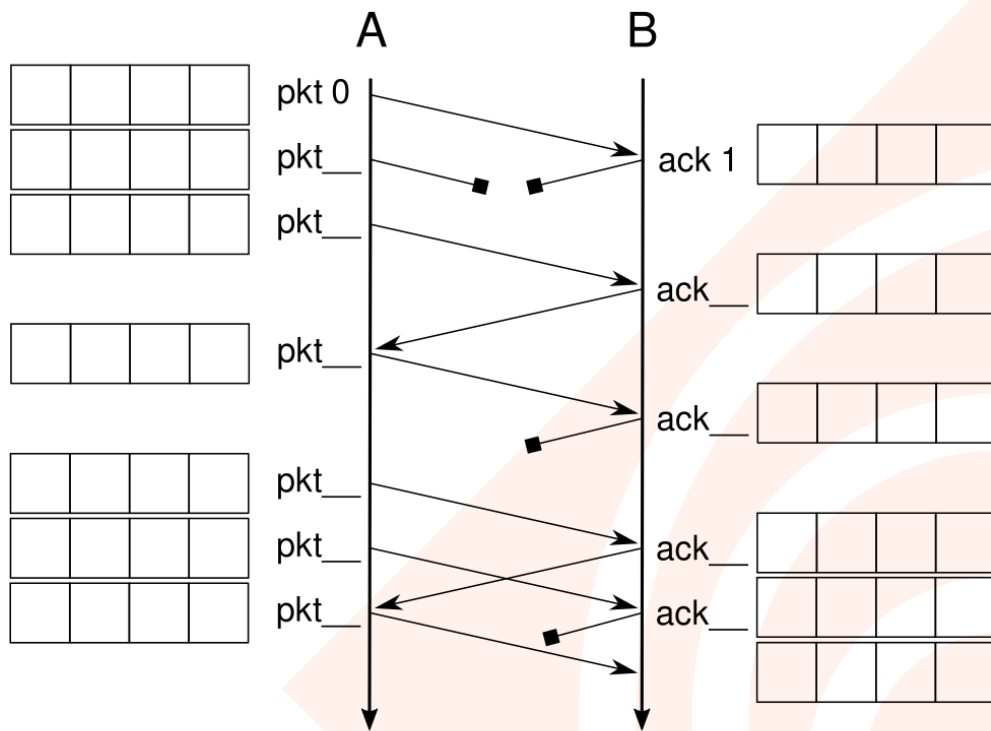 A B
pkt 0
pkt__ ack 1
pkt__
ack__
pkt__
ack__
pkt__
pkt__ ack__
pkt__ ack__